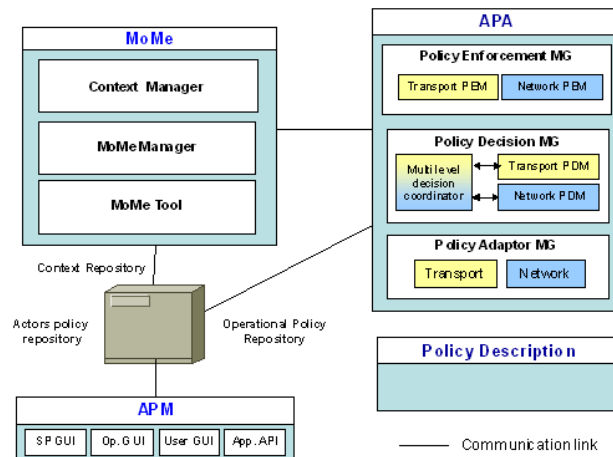 MoMe
Context Manager
MoMe Manager
MoMe Tool
APA
Policy Enforcement MG
Transport PEM
Network PEM
Policy Decision MG
Multi level
decision
coordinator
Transport PDM
Network PDM
Policy Adaptor MG
Transport
Network
Context Repository
Actors policy
repository
Operational Policy
Repository
Policy Description
APM
SP GUI
Op. GUI
User GUI
App. API
Communication link